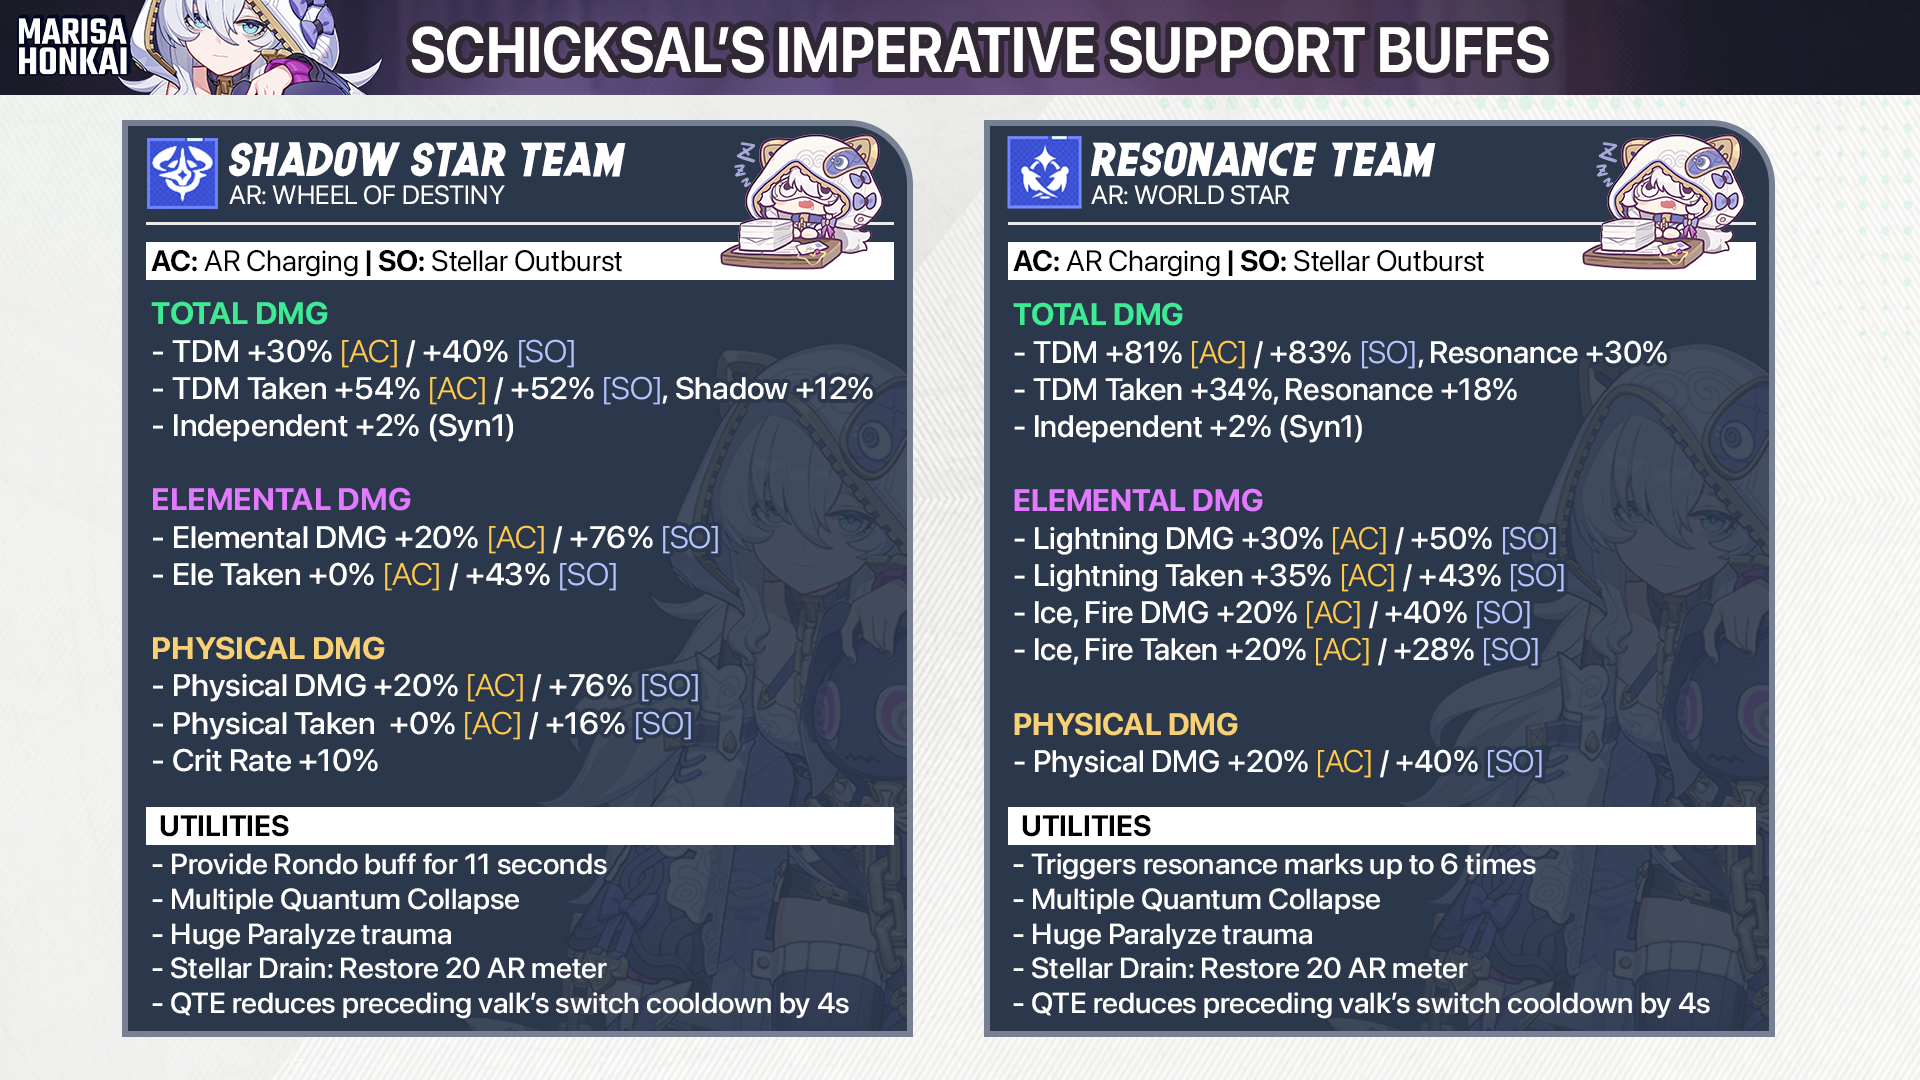 MARISA
HONKAI
SCHICKSAL'S IMPERATIVE SUPPORT BUFFS
SHADOW STAR TEAM
AR: WHEEL OF DESTINY
ZZZZ
AC: AR Charging | SO: Stellar Outburst
TOTAL DMG
- TDM +30% [AC] / +40% [SO]
- TDM Taken +54% [AC] / +52% [SO], Shadow +12%
- Independent +2% (Syn1)
ELEMENTAL DMG
- Elemental DMG +20% [AC] / +76% [SO]
- Ele Taken +0% [AC] / +43% [SO]
PHYSICAL DMG
- Physical DMG +20% [AC] / +76% [SO]
- Physical Taken  +0% [AC] / +16% [SO]
- Crit Rate +10%
UTILITIES
- Provide Rondo buff for 11 seconds
- Multiple Quantum Collapse
- Huge Paralyze trauma
- Stellar Drain: Restore 20 AR meter
- QTE reduces preceding valk's switch cooldown by 4s
RESONANCE TEAM
AR: WORLD STAR
ZZZZ
AC: AR Charging | SO: Stellar Outburst
TOTAL DMG
- TDM +81% [AC] / +83% [SO], Resonance +30%
- TDM Taken +34%, Resonance +18%
- Independent +2% (Syn1)
ELEMENTAL DMG
- Lightning DMG +30% [AC] / +50% [SO]
- Lightning Taken +35% [AC] / +43% [SO]
- Ice, Fire DMG +20% [AC] / +40% [SO]
- Ice, Fire Taken +20% [AC] / +28% [SO]
PHYSICAL DMG
- Physical DMG +20% [AC] / +40% [SO]
UTILITIES
- Triggers resonance marks up to 6 times
- Multiple Quantum Collapse
- Huge Paralyze trauma
- Stellar Drain: Restore 20 AR meter
- QTE reduces preceding valk's switch cooldown by 4s